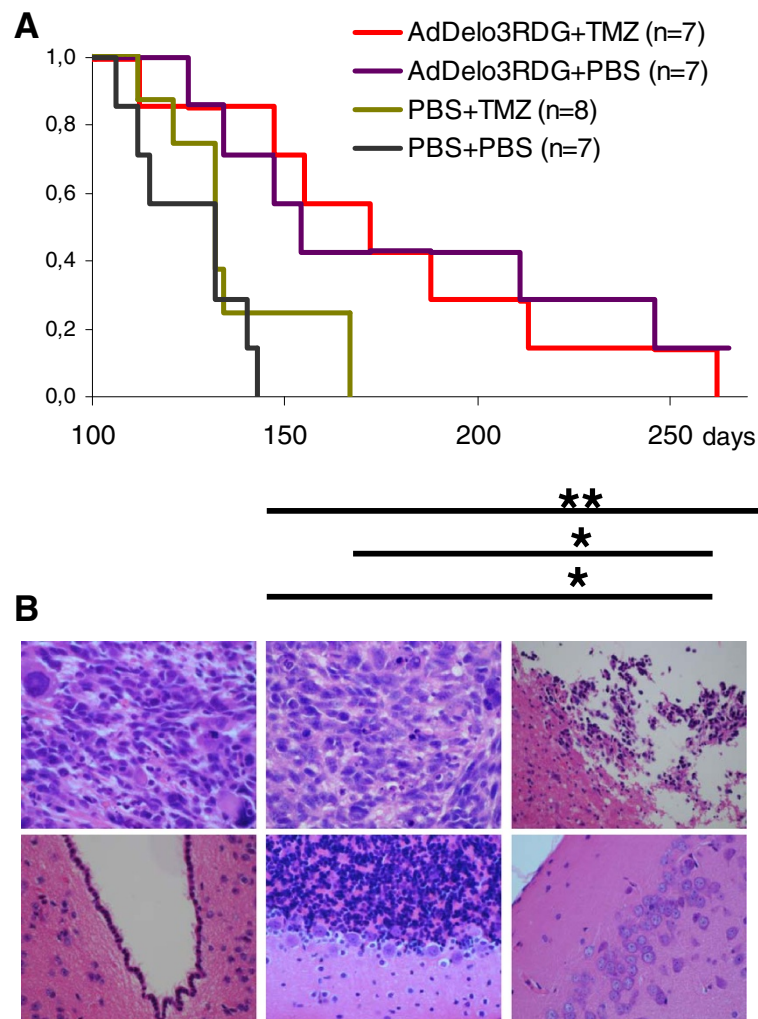 A
AdDelo3RDG+TMZ (n=7)
AdDelo3RDG+PBS (n=7)
PBS+TMZ (n=8)
PBS+PBS (n=7)
1,0
0,8
0,6
0,4
0,2
0,0
100 150 200 250 days
**
*
*
B